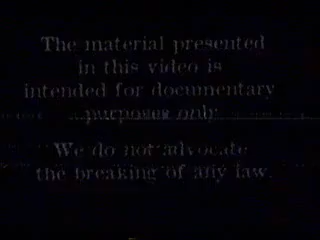 The material presented
in this video is
intended for documentary
purposes only.
We do not advocate
the breaking of any law.